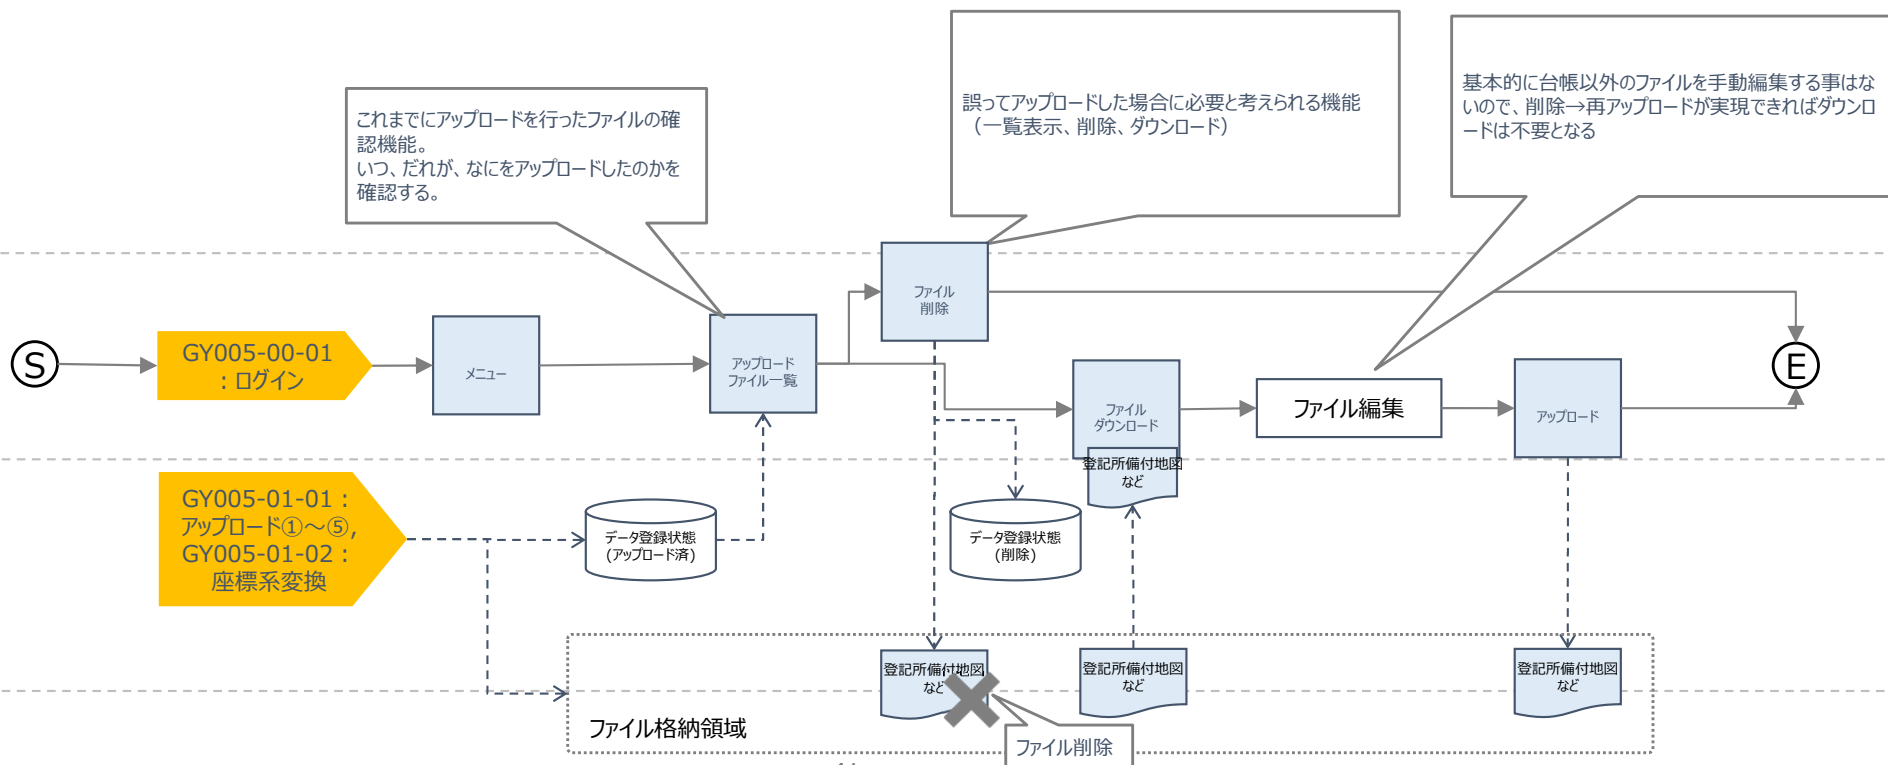 これまでにアップロードを行ったファイルの確
認機能。
いつ、だれが、なにをアップロードしたのかを
確認する。
誤ってアップロードした場合に必要と考えられる機能
（一覧表示、削除、ダウンロード）
基本的に台帳以外のファイルを手動編集する事はな
いので、削除→再アップロードが実現できればダウンロ
ードは不要となる
S
GY005-00-01
：ログイン
メニュー
アップロード
ファイル一覧
ファイル
削除
ファイル
ダウンロード
登記所備付地図
など
ファイル編集
アップロード
E
GY005-01-01：
アップロード①～⑤,
GY005-01-02：
座標系変換
データ登録状態
(アップロード済)
データ登録状態
(削除)
登記所備付地図
など
登記所備付地図
など
登記所備付地図
など
ファイル格納領域
ファイル削除